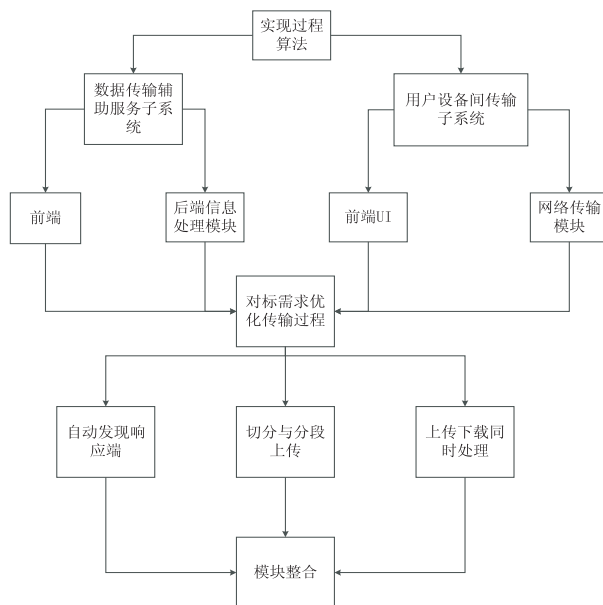 实现过程
算法
数据传输辅
助服务子系
统
用户设备间传输
子系统
前端
后端信息
处理模块
前端UI
网络传输
模块
对标需求优
化传输过程
自动发现响
应端
切分与分段
上传
上传下载同
时处理
模块整合